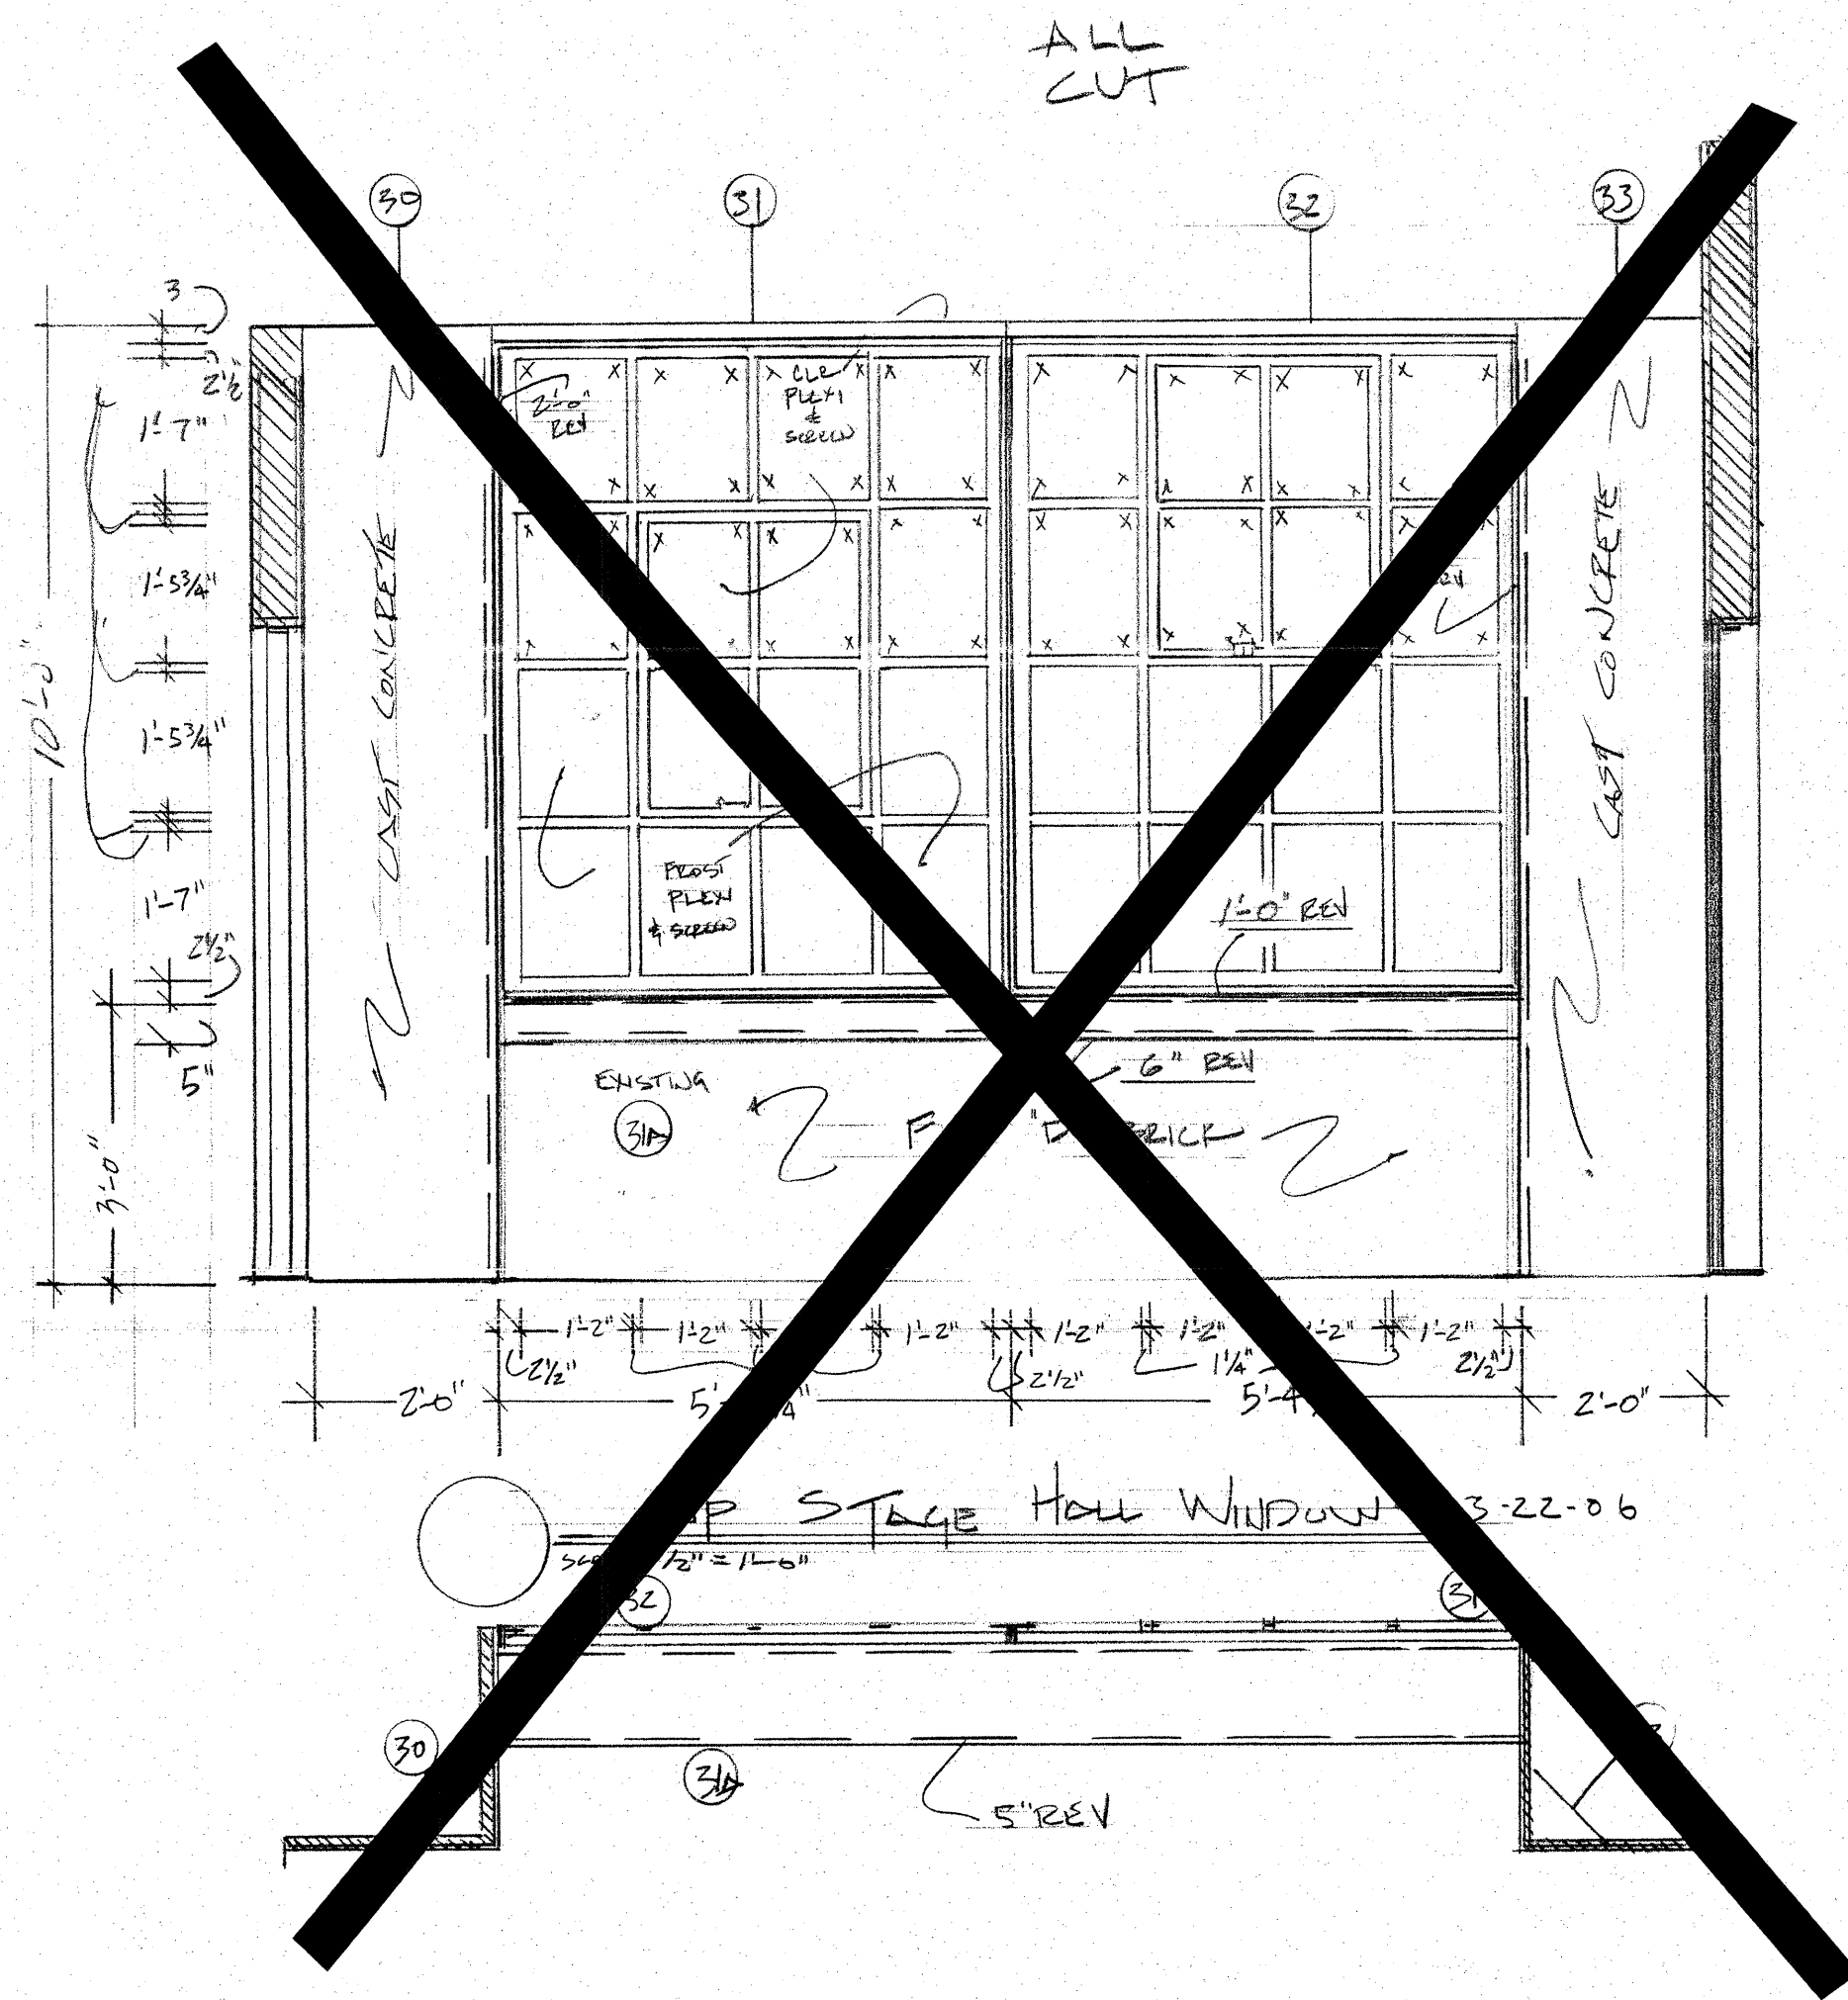 ALL
CUT
30
31
32
33
3
2½"
1'-7"
1'-5¾"
1'-5¾"
1'-7"
2½"
5"
10'-0"
3'-0"
2'-0"
REV
CLR
PLEXI
&
SCREEN
CAST CONCRETE
CAST CONCRETE
FROST
PLEXI
& SCREEN
1'-0" REV
6" REV
EXISTING
31A
BRICK
1'-2" 1'-2" 1'-2" 1'-2" 1'-2" 1'-2"
2½" 2½" 1¼" 2½"
2'-0" 2'-0"
STAGE HALL WINDOW 3-22-06
32
31
30
31A
5" REV